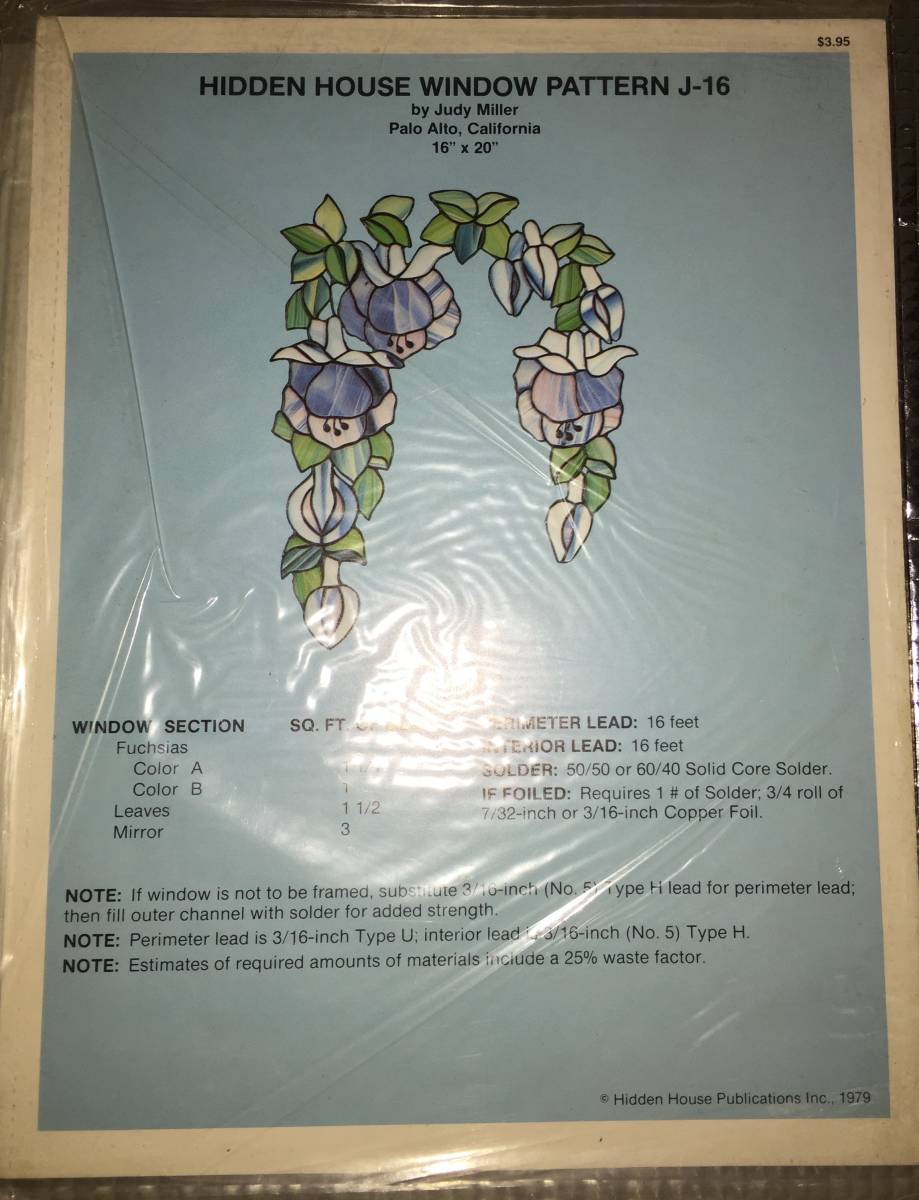 $3.95
HIDDEN HOUSE WINDOW PATTERN J-16
by Judy Miller
Palo Alto, California
16” x 20”
WINDOW SECTION SQ. FT.
Fuchsias
Color A
Color B 1
Leaves 1 1/2
Mirror 3
PERIMETER LEAD: 16 feet
INTERIOR LEAD: 16 feet
SOLDER: 50/50 or 60/40 Solid Core Solder.
IF FOILED: Requires 1 # of Solder; 3/4 roll of
7/32-inch or 3/16-inch Copper Foil.
NOTE: If window is not to be framed, substitute 3/16-inch (No. 5) Type H lead for perimeter lead;
then fill outer channel with solder for added strength.
NOTE: Perimeter lead is 3/16-inch Type U; interior lead is 3/16-inch (No. 5) Type H.
NOTE: Estimates of required amounts of materials include a 25% waste factor.
© Hidden House Publications Inc., 1979